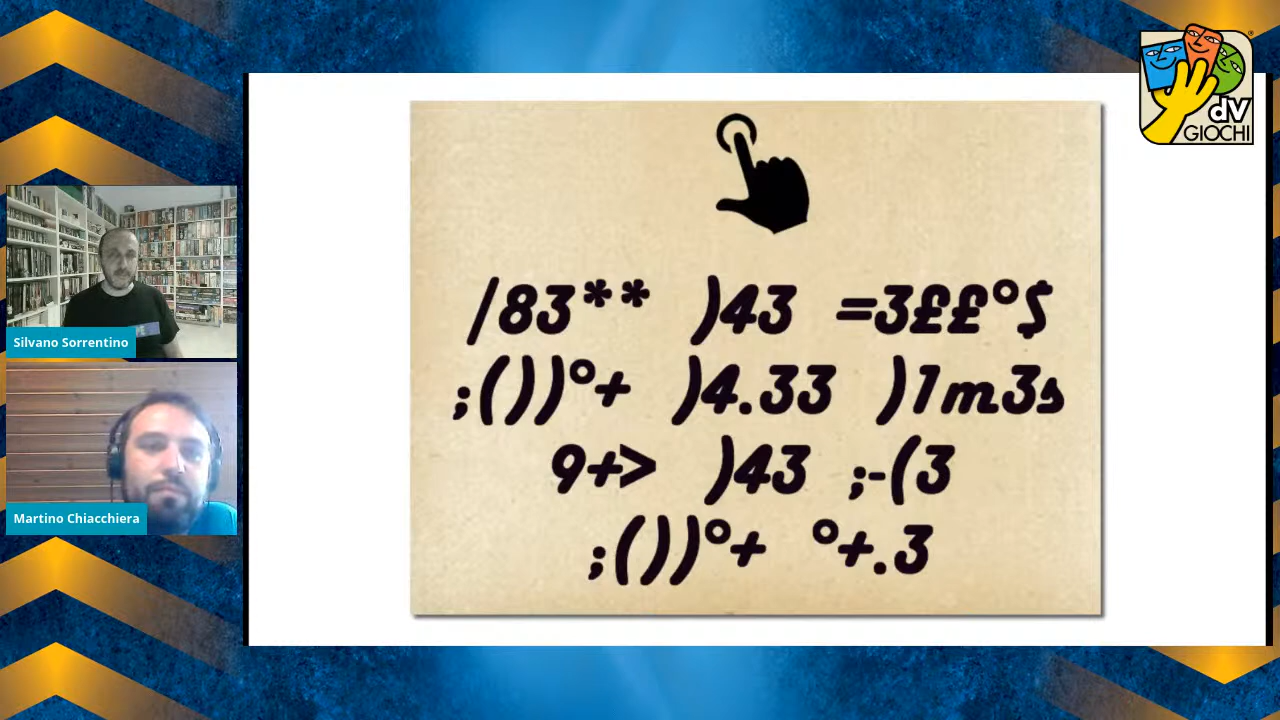 dV
GIOCHI
/83** )43 =3££°$
;())°+ )4.33 )1m3s
9+> )43 ;-(3
;())°+ °+.3
Silvano Sorrentino
Martino Chiacchiera